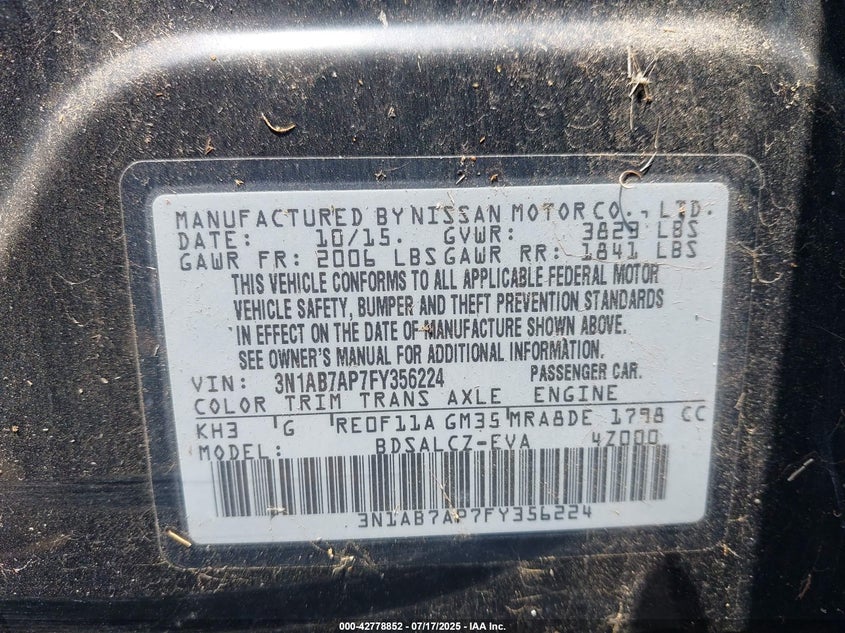 MANUFACTURED BY NISSAN MOTOR CO., LTD.
DATE: 10/15. GVWR: 3829 LBS
GAWR FR: 2006 LBS GAWR RR: 1841 LBS
THIS VEHICLE CONFORMS TO ALL APPLICABLE FEDERAL MOTOR
VEHICLE SAFETY, BUMPER AND THEFT PREVENTION STANDARDS
IN EFFECT ON THE DATE OF MANUFACTURE SHOWN ABOVE.
SEE OWNER'S MANUAL FOR ADDITIONAL INFORMATION.
VIN: 3N1AB7AP7FY356224 PASSENGER CAR.
COLOR TRIM TRANS AXLE ENGINE
KH3 G RE0F11A GM35 MRA8DE 1798 CC
MODEL: BDSALCZ-EVA 4Z000
3N1AB7AP7FY356224
000-42778852 - 07/17/2025 - IAA Inc.